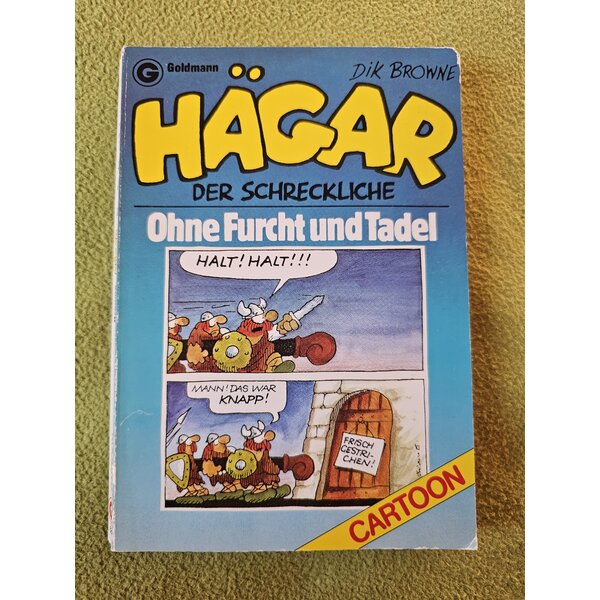 G Goldmann
DiK BROWNE
HÄGAR
DER SCHRECKLICHE
Ohne Furcht und Tadel
HALT! HALT!!!
MANN! DAS WAR
KNAPP!
FRISCH
GESTRI-
CHEN!
CARTOON